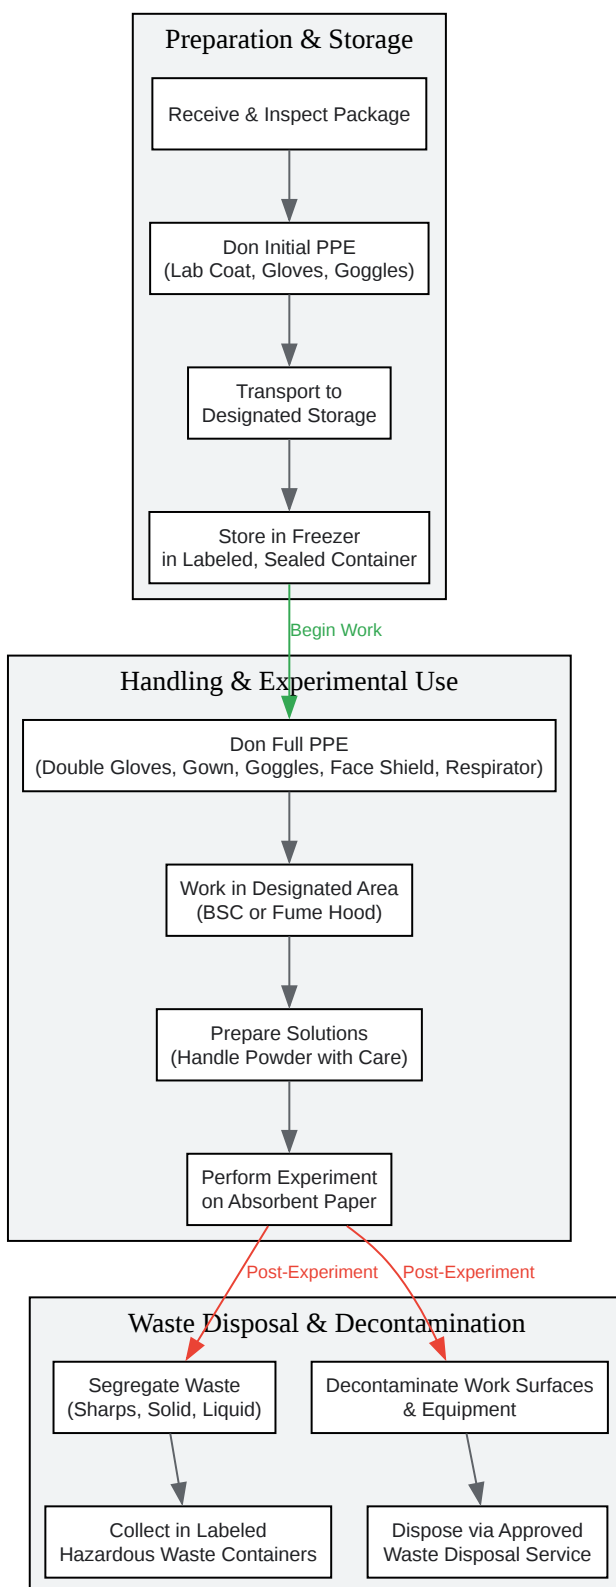 Preparation & Storage
Receive & Inspect Package
Don Initial PPE
(Lab Coat, Gloves, Goggles)
Transport to
Designated Storage
Store in Freezer
in Labeled, Sealed Container
Begin Work
Handling & Experimental Use
Don Full PPE
(Double Gloves, Gown, Goggles, Face Shield, Respirator)
Work in Designated Area
(BSC or Fume Hood)
Prepare Solutions
(Handle Powder with Care)
Perform Experiment
on Absorbent Paper
Post-Experiment
Post-Experiment
Waste Disposal & Decontamination
Segregate Waste
(Sharps, Solid, Liquid)
Decontaminate Work Surfaces
& Equipment
Collect in Labeled
Hazardous Waste Containers
Dispose via Approved
Waste Disposal Service